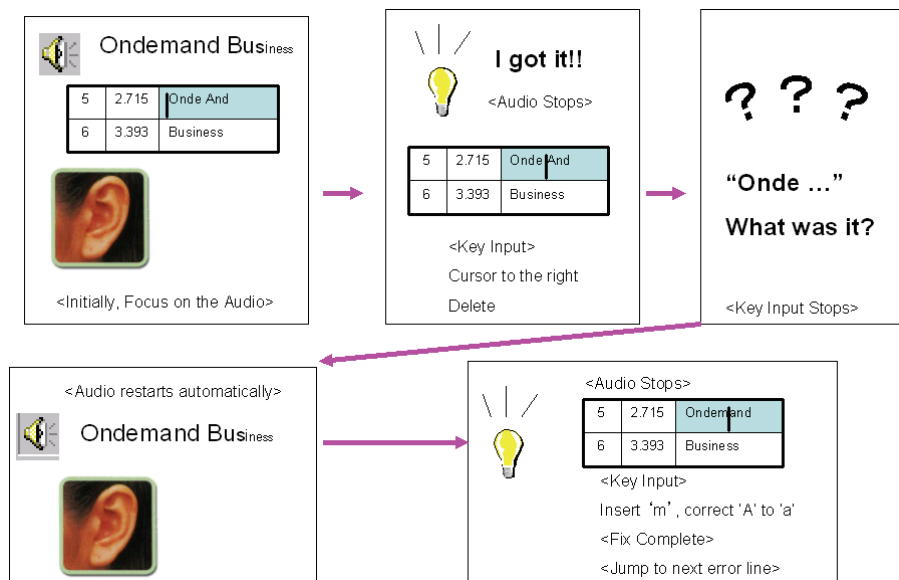 Ondemand Business
5 2.715 Onde And
6 3.393 Business
<Initially, Focus on the Audio>
I got it!!
<Audio Stops>
5 2.715 Onde And
6 3.393 Business
<Key Input>
Cursor to the right
Delete
? ? ?
“Onde ...”
What was it?
<Key Input Stops>
<Audio restarts automatically>
Ondemand Business
<Audio Stops>
5 2.715 Ondemand
6 3.393 Business
<Key Input>
Insert ‘m’, correct 'A' to 'a'
<Fix Complete>
<Jump to next error line>